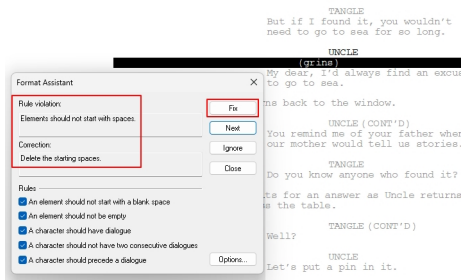 TANGLE
But if I found it, you wouldn't
need to go to sea for so long.
UNCLE
(grins)
My dear, I'd always find an excus
to go to sea.
ns back to the window.
UNCLE (CONT'D)
You remind me of your father when
our mother would tell us stories.
TANGLE
Do you know anyone who found it?
ts for an answer as Uncle returns
s the table.
TANGLE (CONT'D)
Well?
UNCLE
Let's put a pin in it.
Format Assistant
Rule violation:
Elements should not start with spaces.
Correction:
Delete the starting spaces.
Fix
Next
Ignore
Close
Rules
An element should not start with a blank space
An element should not be empty
A character should have dialogue
A character should not have two consecutive dialogues
A character should precede a dialogue
Options...